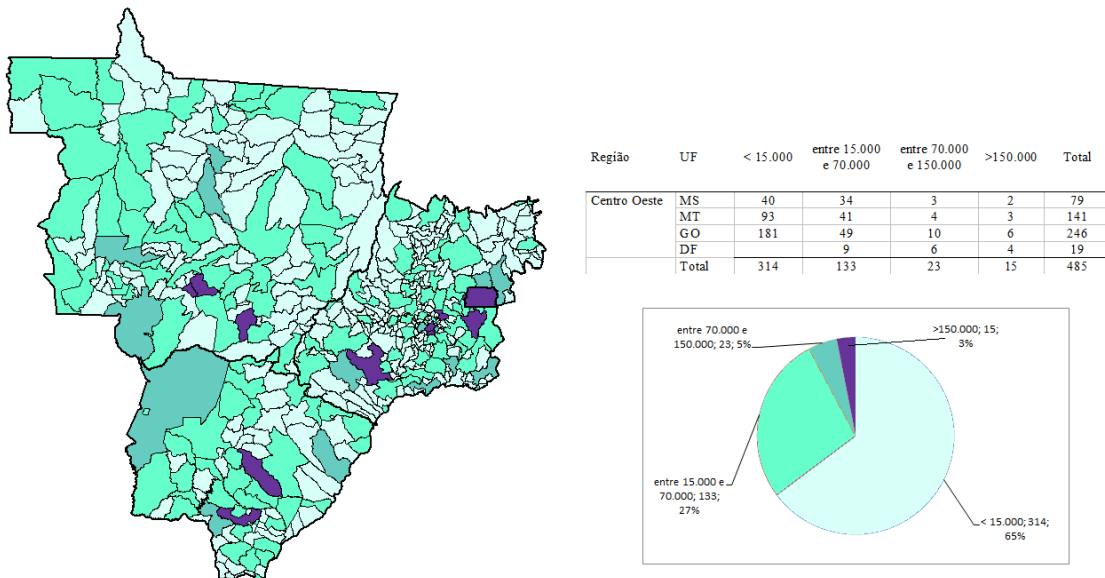 Região UF < 15.000 entre 15.000 e 70.000 entre 70.000 e 150.000 >150.000 Total
Centro Oeste MS 40 34 3 2 79
MT 93 41 4 3 141
GO 181 49 10 6 246
DF 9 6 4 19
Total 314 133 23 15 485
entre 70.000 e
150.000; 23; 5%
>150.000; 15;
3%
entre 15.000 e
70.000; 133;
27%
< 15.000; 314;
65%